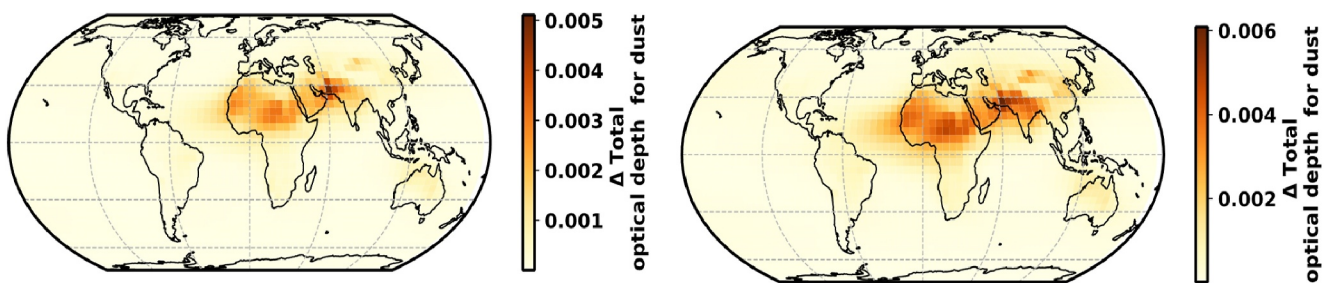 0.005
0.004
0.003
0.002
0.001
Δ Total
optical depth for dust
0.006
0.004
0.002
Δ Total
optical depth for dust